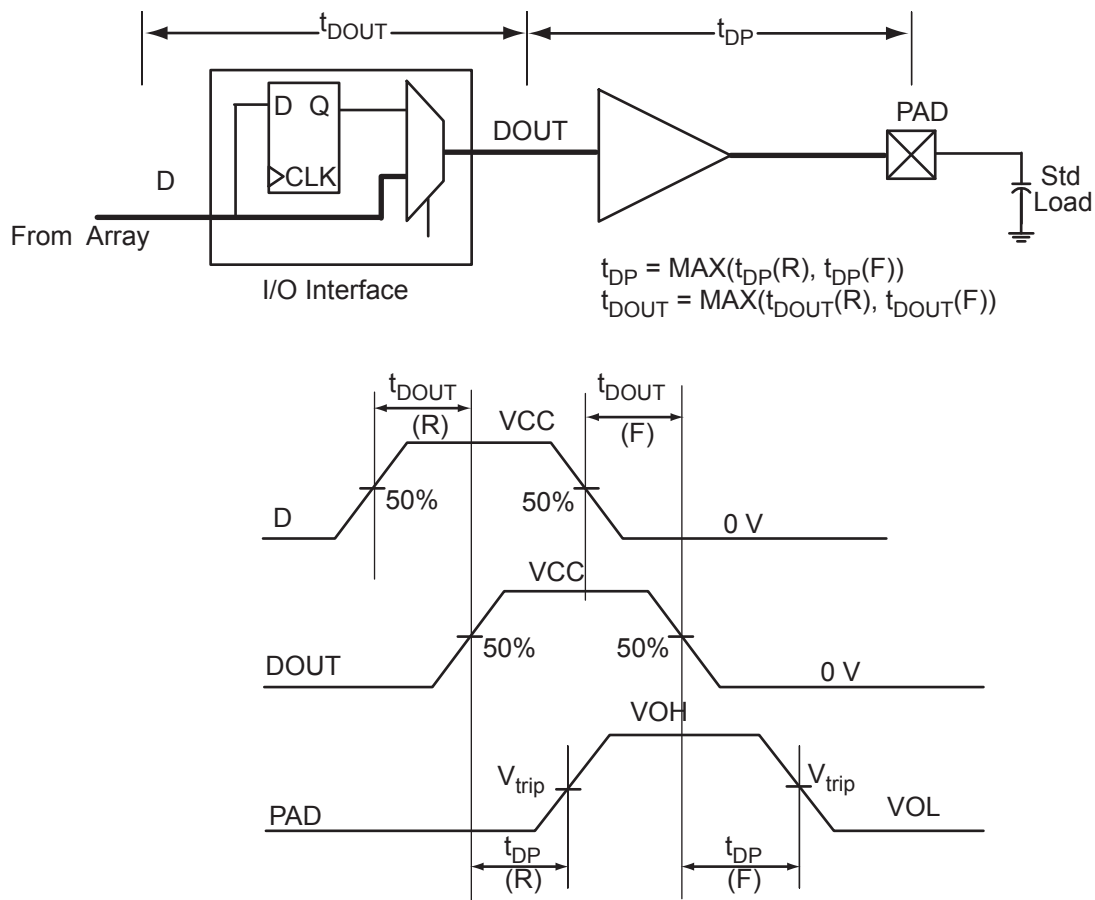 tDOUT
tDP
D Q
CLK
D
From Array
I/O Interface
DOUT
PAD
Std
Load
tDP = MAX(tDP(R), tDP(F))
tDOUT = MAX(tDOUT(R), tDOUT(F))
tDOUT
(R)
VCC
tDOUT
(F)
50%
50%
D
0 V
VCC
50%
50%
DOUT
0 V
VOH
Vtrip
Vtrip
PAD
VOL
tDP
(R)
tDP
(F)